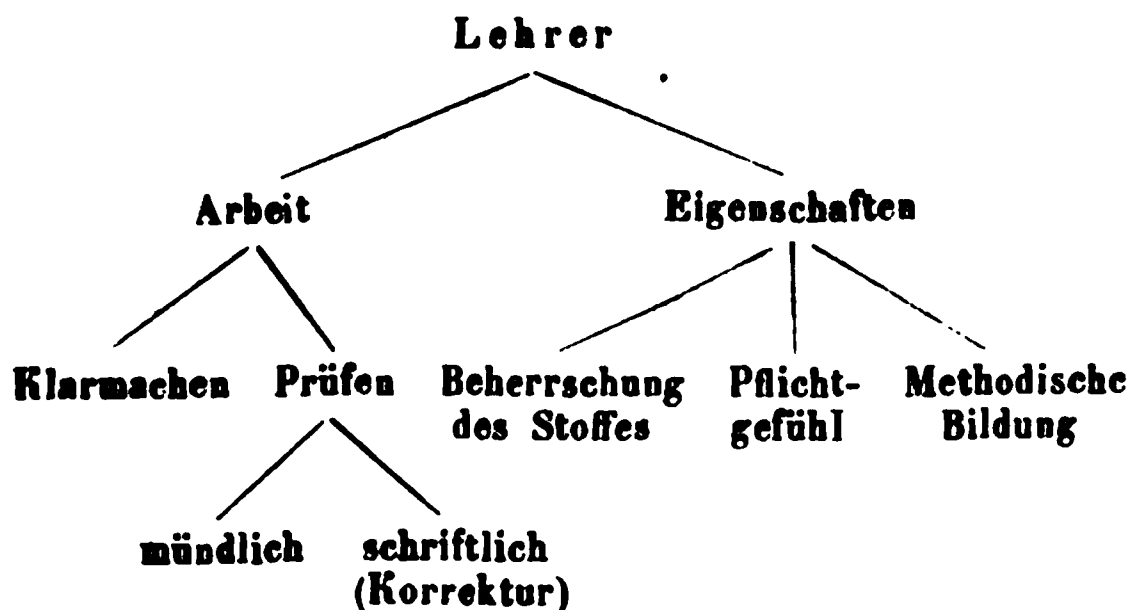 Lehrer
Arbeit Eigenschaften
Klarmachen Prüfen Beherrschung Pflicht- Methodische
des Stoffes gefühl Bildung
mündlich schriftlich
(Korrektur)